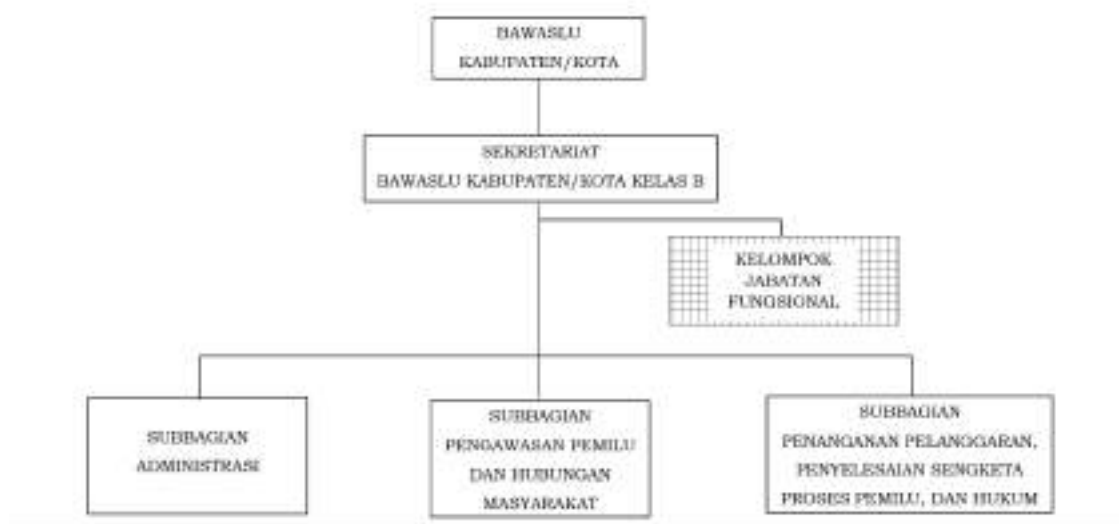 BAWASLU
KABUPATEN/KOTA
SEKRETARIAT
BAWASLU KABUPATEN/KOTA KELAS B
KELOMPOK
JABATAN
FUNGSIONAL
SUBBAGIAN
ADMINISTRASI
SUBBAGIAN
PENGAWASAN PEMILU
DAN HUBUNGAN
MASYARAKAT
SUBBAGIAN
PENANGANAN PELANGGARAN,
PENYELESAIAN SENGKETA
PROSES PEMILU, DAN HUKUM